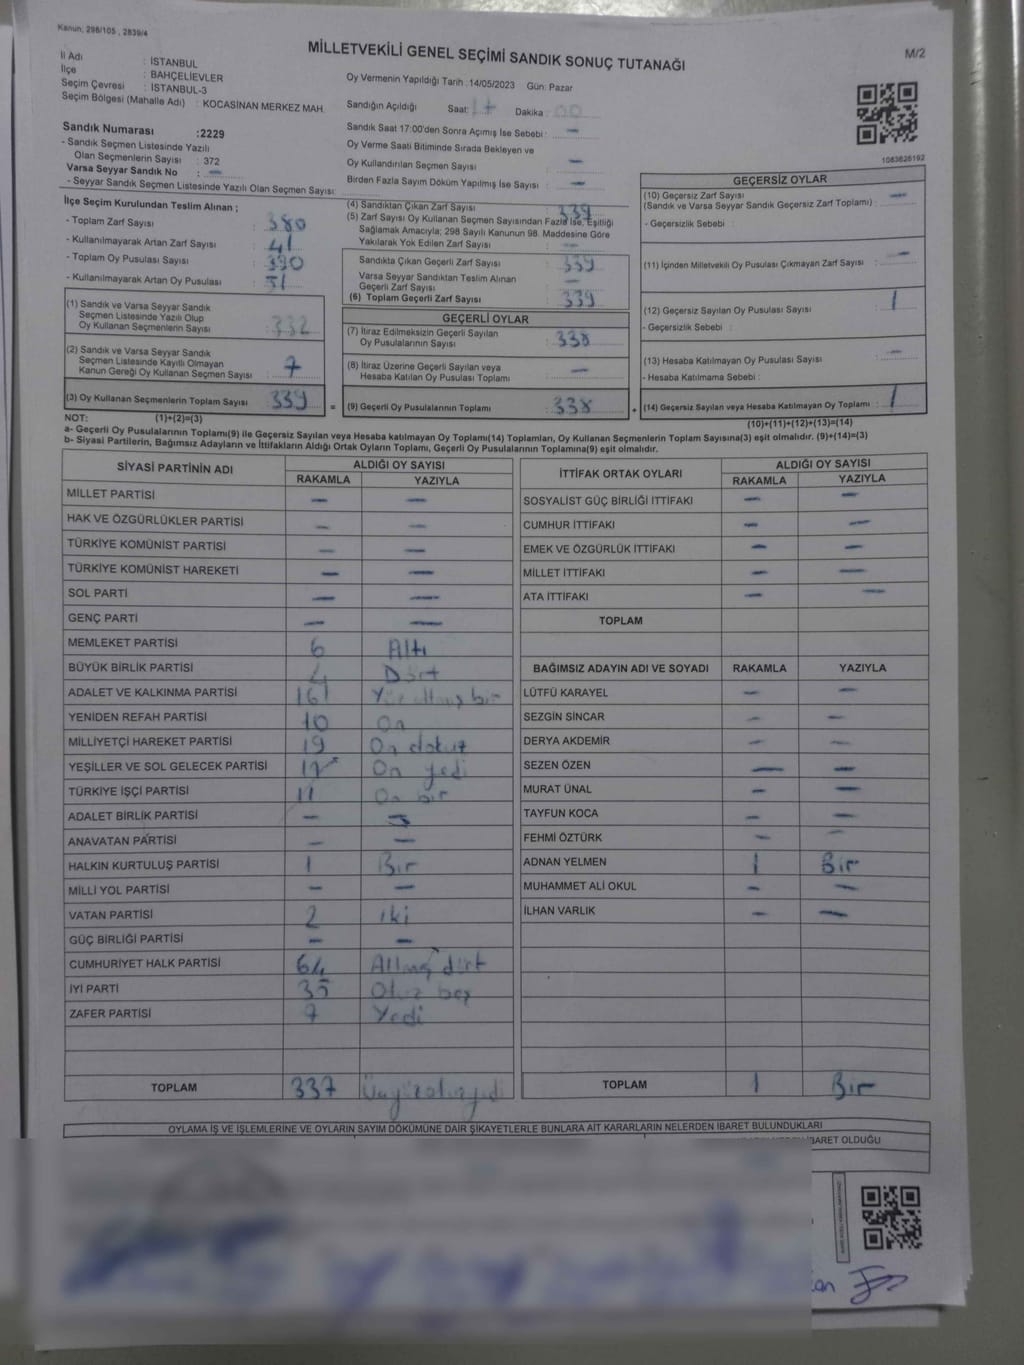 Kanun: 298/105 , 2839/4
MİLLETVEKİLİ GENEL SEÇİMİ SANDIK SONUÇ TUTANAĞI
M/2
İl Adı : İSTANBUL
İlçe : BAHÇELİEVLER
Seçim Çevresi : İSTANBUL-3
Seçim Bölgesi (Mahalle Adı) : KOCASİNAN MERKEZ MAH.
Oy Vermenin Yapıldığı Tarih :14/05/2023 Gün: Pazar
Sandığın Açıldığı Saat: 17 Dakika : 00
Sandık Saat 17:00'den Sonra Açımış İse Sebebi : —
Oy Verme Saati Bitiminde Sırada Bekleyen ve
Oy Kullandırılan Seçmen Sayısı : —
Birden Fazla Sayım Döküm Yapılmış İse Sayısı : —
1083626192
Sandık Numarası :2229
- Sandık Seçmen Listesinde Yazılı
Olan Seçmenlerin Sayısı : 372
Varsa Seyyar Sandık No : —
- Seyyar Sandık Seçmen Listesinde Yazılı Olan Seçmen Sayısı:
İlçe Seçim Kurulundan Teslim Alınan ;
- Toplam Zarf Sayısı : 380
- Kullanılmayarak Artan Zarf Sayısı : 41
- Toplam Oy Pusulası Sayısı : 390
- Kullanılmayarak Artan Oy Pusulası : 51
(1) Sandık ve Varsa Seyyar Sandık
Seçmen Listesinde Yazılı Olup
Oy Kullanan Seçmenlerin Sayısı : 332
(2) Sandık ve Varsa Seyyar Sandık
Seçmen Listesinde Kayıtlı Olmayan
Kanun Gereği Oy Kullanan Seçmen Sayısı : 7
(3) Oy Kullanan Seçmenlerin Toplam Sayısı : 339
(4) Sandıktan Çıkan Zarf Sayısı : 339
(5) Zarf Sayısı Oy Kullanan Seçmen Sayısından Fazla İse, Eşitliği
Sağlamak Amacıyla; 298 Sayılı Kanunun 98. Maddesine Göre
Yakılarak Yok Edilen Zarf Sayısı : —
Sandıkta Çıkan Geçerli Zarf Sayısı : 339
Varsa Seyyar Sandıktan Teslim Alınan
Geçerli Zarf Sayısı : —
(6) Toplam Geçerli Zarf Sayısı : 339
GEÇERLİ OYLAR
(7) İtiraz Edilmeksizin Geçerli Sayılan
Oy Pusulalarının Sayısı : 338
(8) İtiraz Üzerine Geçerli Sayılan veya
Hesaba Katılan Oy Pusulası Toplamı : —
= (9) Geçerli Oy Pusulalarının Toplamı : 338 +
GEÇERSİZ OYLAR
(10) Geçersiz Zarf Sayısı
(Sandık ve Varsa Seyyar Sandık Geçersiz Zarf Toplamı) : —
- Geçersizlik Sebebi :
(11) İçinden Milletvekili Oy Pusulası Çıkmayan Zarf Sayısı : —
(12) Geçersiz Sayılan Oy Pusulası Sayısı : 1
- Geçersizlik Sebebi :
(13) Hesaba Katılmayan Oy Pusulası Sayısı : —
- Hesaba Katılmama Sebebi :
(14) Geçersiz Sayılan veya Hesaba Katılmayan Oy Toplamı : 1
NOT: (1)+(2)=(3)
(10)+(11)+(12)+(13)=(14)
a- Geçerli Oy Pusulalarının Toplamı(9) ile Geçersiz Sayılan veya Hesaba katılmayan Oy Toplamı(14) Toplamları, Oy Kullanan Seçmenlerin Toplam Sayısına(3) eşit olmalıdır. (9)+(14)=(3)
b- Siyasi Partilerin, Bağımsız Adayların ve İttifakların Aldığı Ortak Oyların Toplamı, Geçerli Oy Pusulalarının Toplamına(9) eşit olmalıdır.
SİYASİ PARTİNİN ADI ALDIĞI OY SAYISI
RAKAMLA YAZIYLA
MİLLET PARTİSİ — —
HAK VE ÖZGÜRLÜKLER PARTİSİ — —
TÜRKİYE KOMÜNİST PARTİSİ — —
TÜRKİYE KOMÜNİST HAREKETİ — —
SOL PARTİ — —
GENÇ PARTİ — —
MEMLEKET PARTİSİ 6 Altı
BÜYÜK BİRLİK PARTİSİ 4 Dört
ADALET VE KALKINMA PARTİSİ 161 Yüz altmış bir
YENİDEN REFAH PARTİSİ 10 On
MİLLİYETÇİ HAREKET PARTİSİ 19 On dokuz
YEŞİLLER VE SOL GELECEK PARTİSİ 17 On yedi
TÜRKİYE İŞÇİ PARTİSİ 11 On bir
ADALET BİRLİK PARTİSİ — —
ANAVATAN PARTİSİ — —
HALKIN KURTULUŞ PARTİSİ 1 Bir
MİLLİ YOL PARTİSİ — —
VATAN PARTİSİ 2 iki
GÜÇ BİRLİĞİ PARTİSİ — —
CUMHURİYET HALK PARTİSİ 64 Altmış dört
İYİ PARTİ 35 Otuz beş
ZAFER PARTİSİ 7 Yedi
TOPLAM 337 Üçyüzotuzyedi
İTTİFAK ORTAK OYLARI ALDIĞI OY SAYISI
RAKAMLA YAZIYLA
SOSYALİST GÜÇ BİRLİĞİ İTTİFAKI — —
CUMHUR İTTİFAKI — —
EMEK VE ÖZGÜRLÜK İTTİFAKI — —
MİLLET İTTİFAKI — —
ATA İTTİFAKI — —
TOPLAM
BAĞIMSIZ ADAYIN ADI VE SOYADI RAKAMLA YAZIYLA
LÜTFÜ KARAYEL — —
SEZGİN SİNCAR — —
DERYA AKDEMİR — —
SEZEN ÖZEN — —
MURAT ÜNAL — —
TAYFUN KOCA — —
FEHMİ ÖZTÜRK — —
ADNAN YELMEN 1 Bir
MUHAMMET ALİ OKUL — —
İLHAN VARLIK — —
TOPLAM 1 Bir
OYLAMA İŞ VE İŞLEMLERİNE VE OYLARIN SAYIM DÖKÜMÜNE DAİR ŞİKAYETLERLE BUNLARA AİT KARARLARIN NELERDEN İBARET BULUNDUKLARI
İBARET OLDUĞU